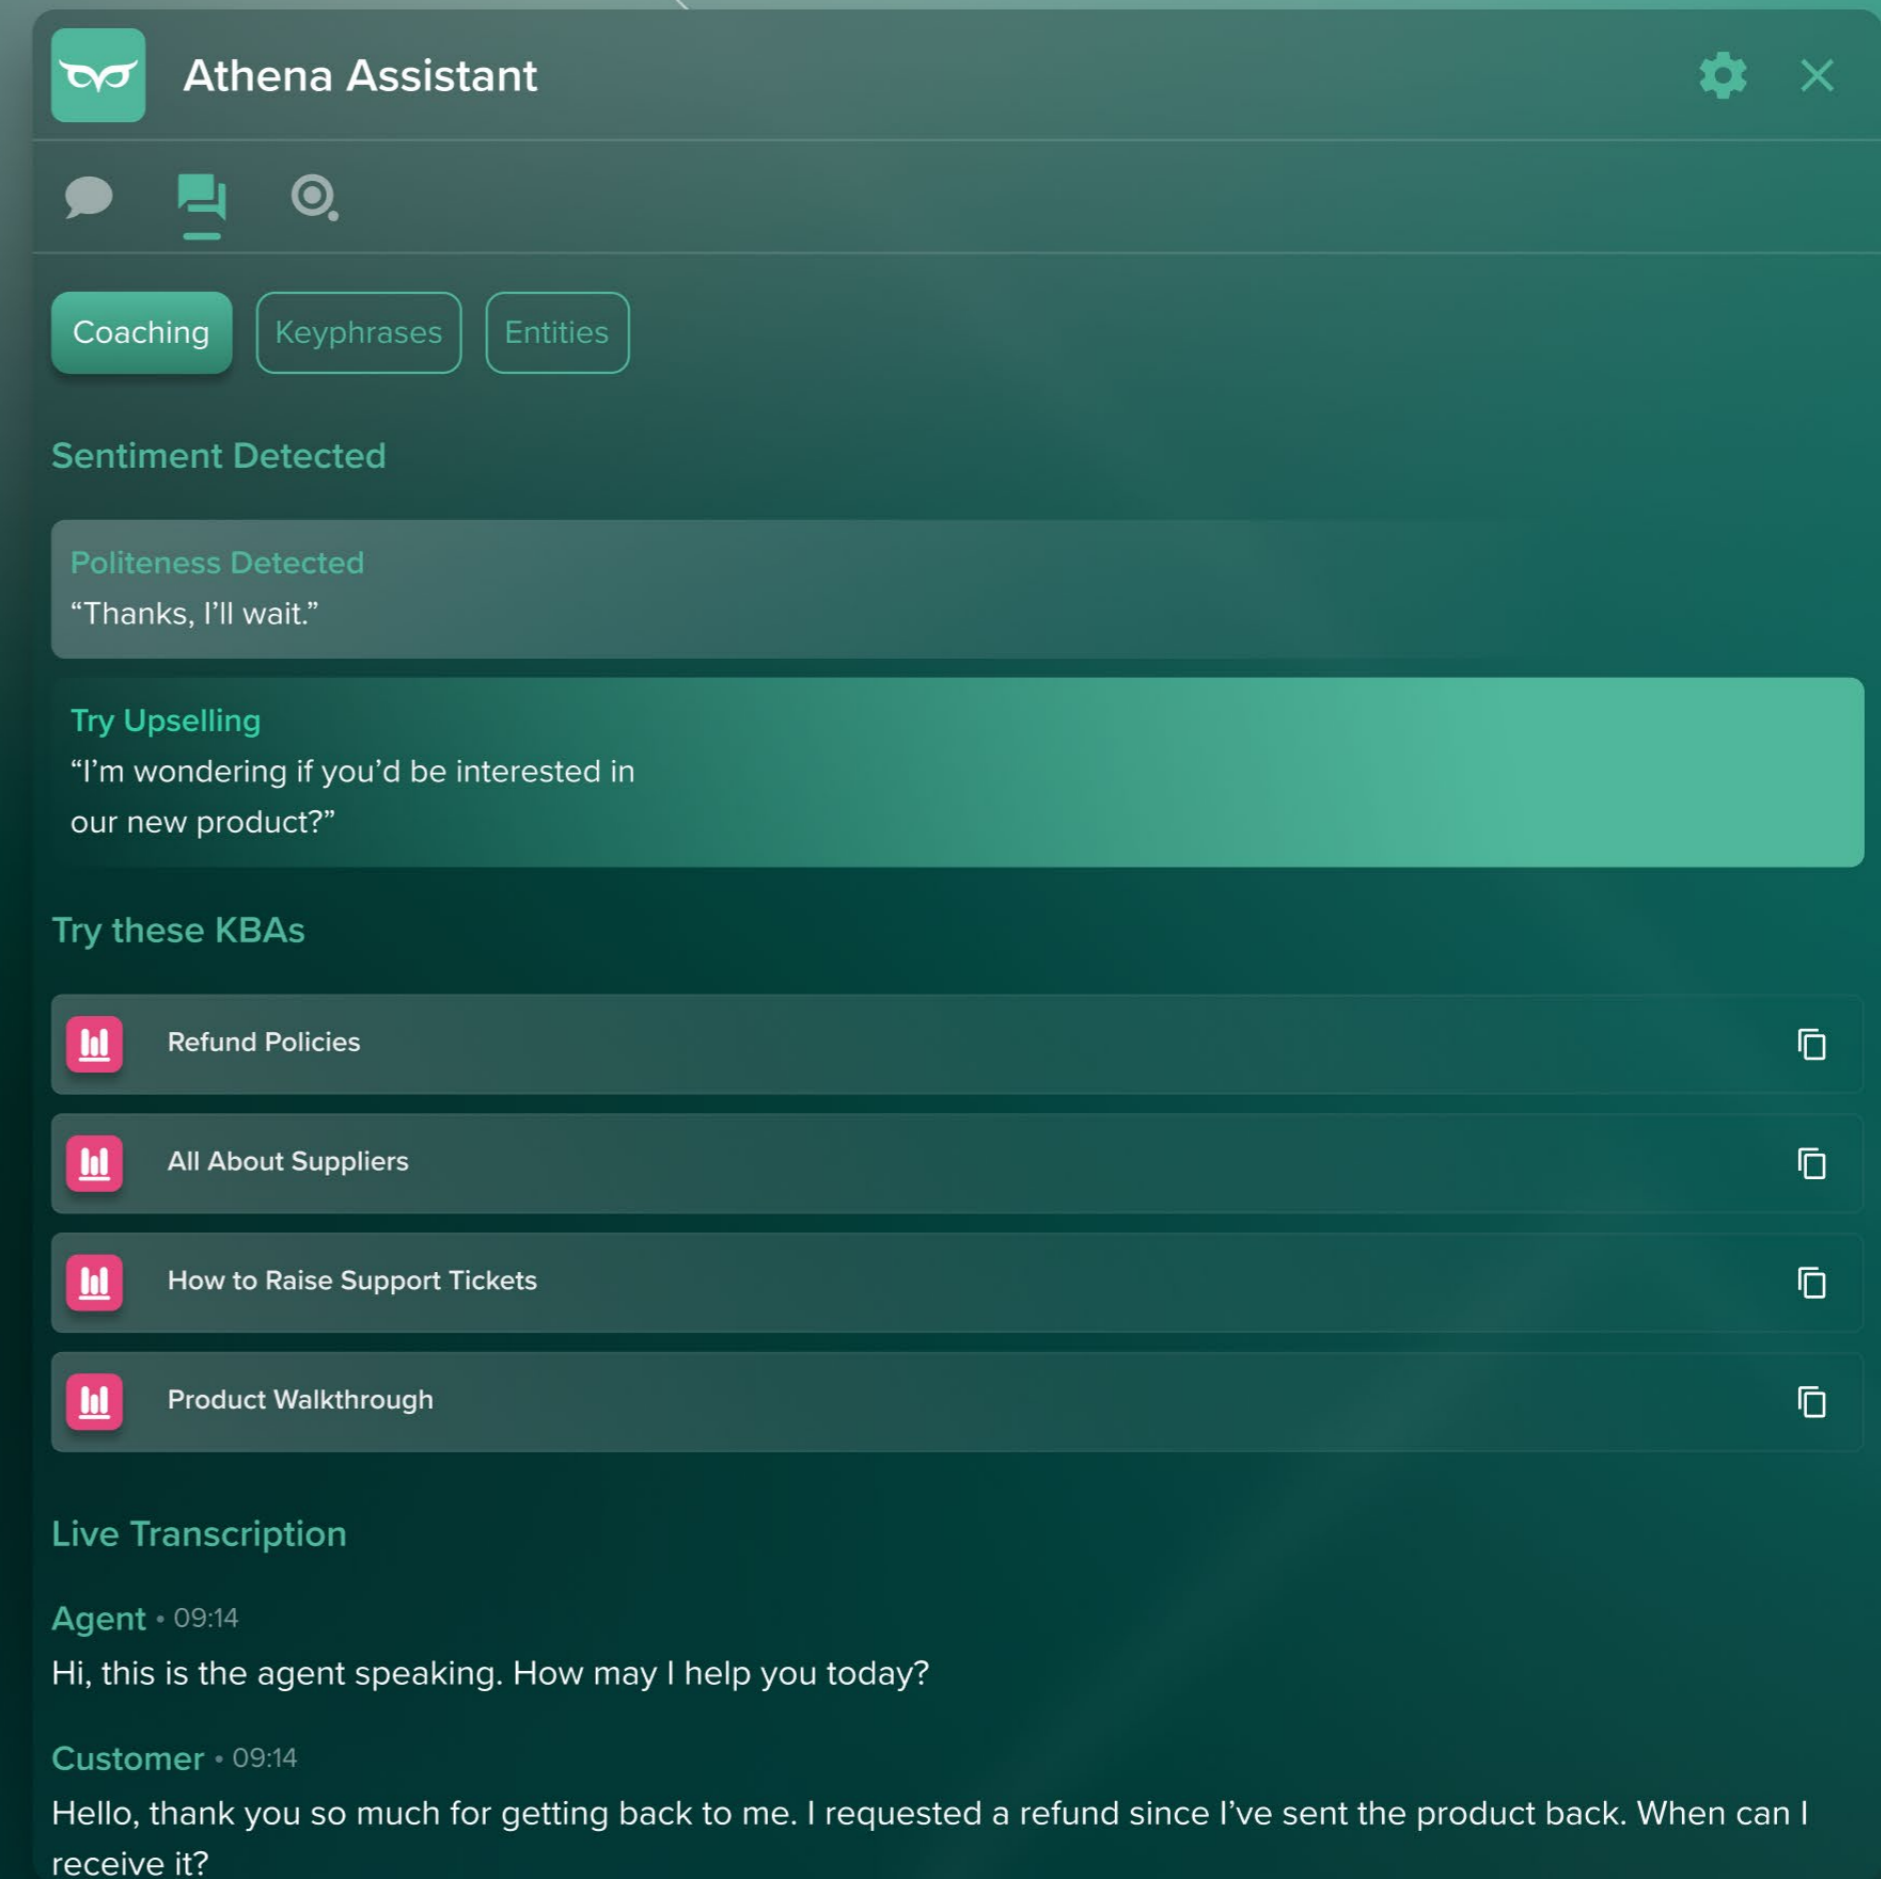 Athena Assistant
Coaching
Keyphrases
Entities
Sentiment Detected
Politeness Detected
“Thanks, I’ll wait.”
Try Upselling
“I’m wondering if you’d be interested in
our new product?”
Try these KBAs
Refund Policies
All About Suppliers
How to Raise Support Tickets
Product Walkthrough
Live Transcription
Agent • 09:14
Hi, this is the agent speaking. How may I help you today?
Customer • 09:14
Hello, thank you so much for getting back to me. I requested a refund since I’ve sent the product back. When can I
receive it?